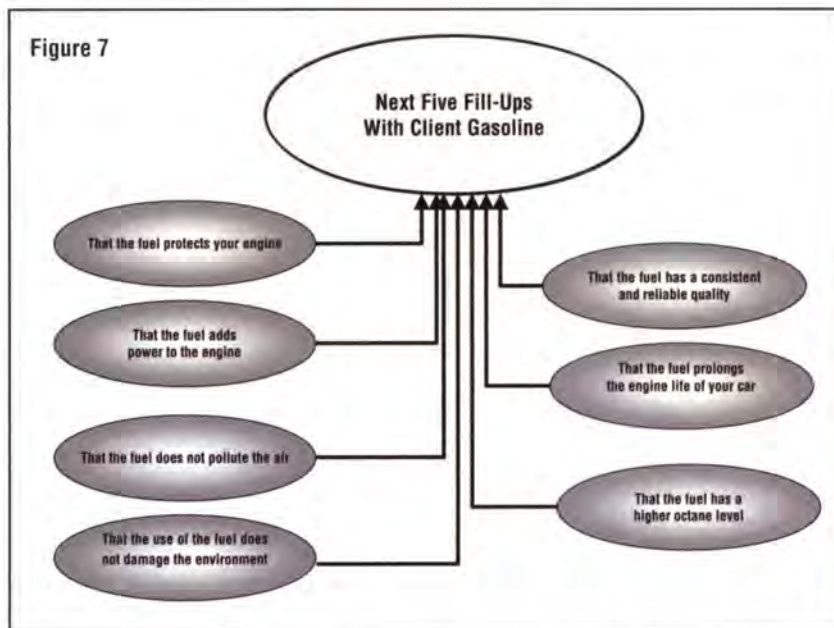 Figure 7
Next Five Fill-Ups
With Client Gasoline
That the fuel protects your engine
That the fuel adds
power to the engine
That the fuel does not pollute the air
That the use of the fuel does
not damage the environment
That the fuel has a consistent
and reliable quality
That the fuel prolongs
the engine life of your car
That the fuel has a
higher octane level